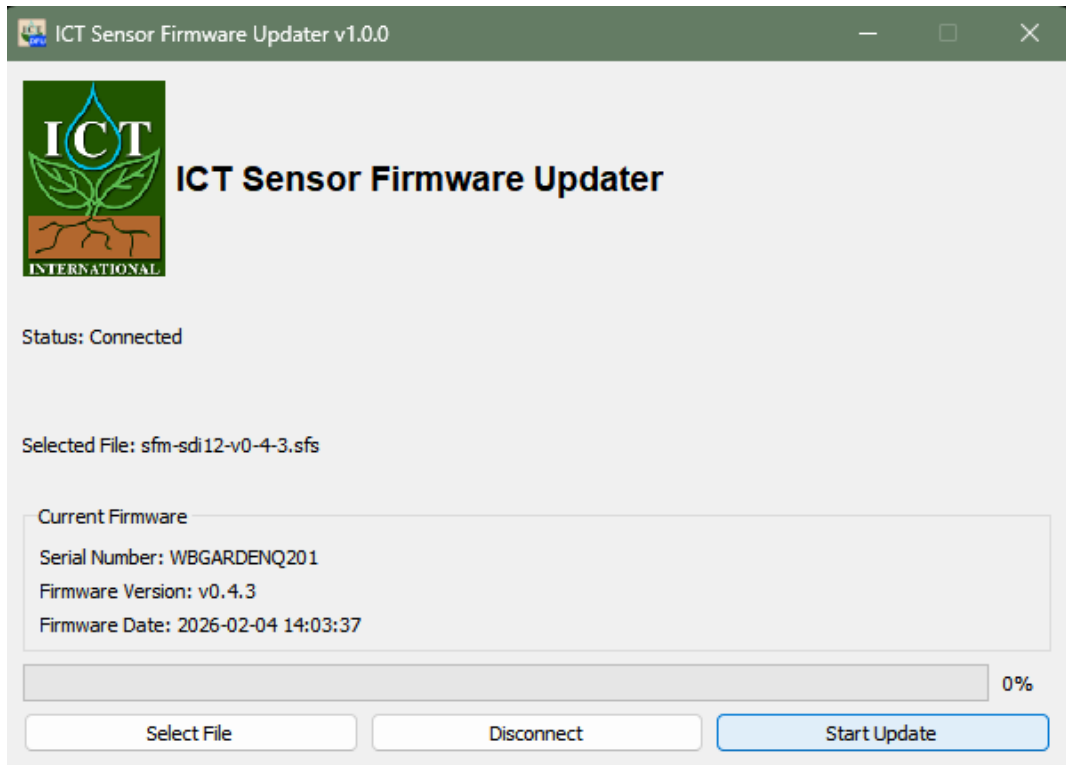 ICT Sensor Firmware Updater v1.0.0
ICT
INTERNATIONAL
ICT Sensor Firmware Updater
Status: Connected
Selected File: sfm-sdi12-v0-4-3.sfs
Current Firmware
Serial Number: WBGARDENQ201
Firmware Version: v0.4.3
Firmware Date: 2026-02-04 14:03:37
0%
Select File
Disconnect
Start Update